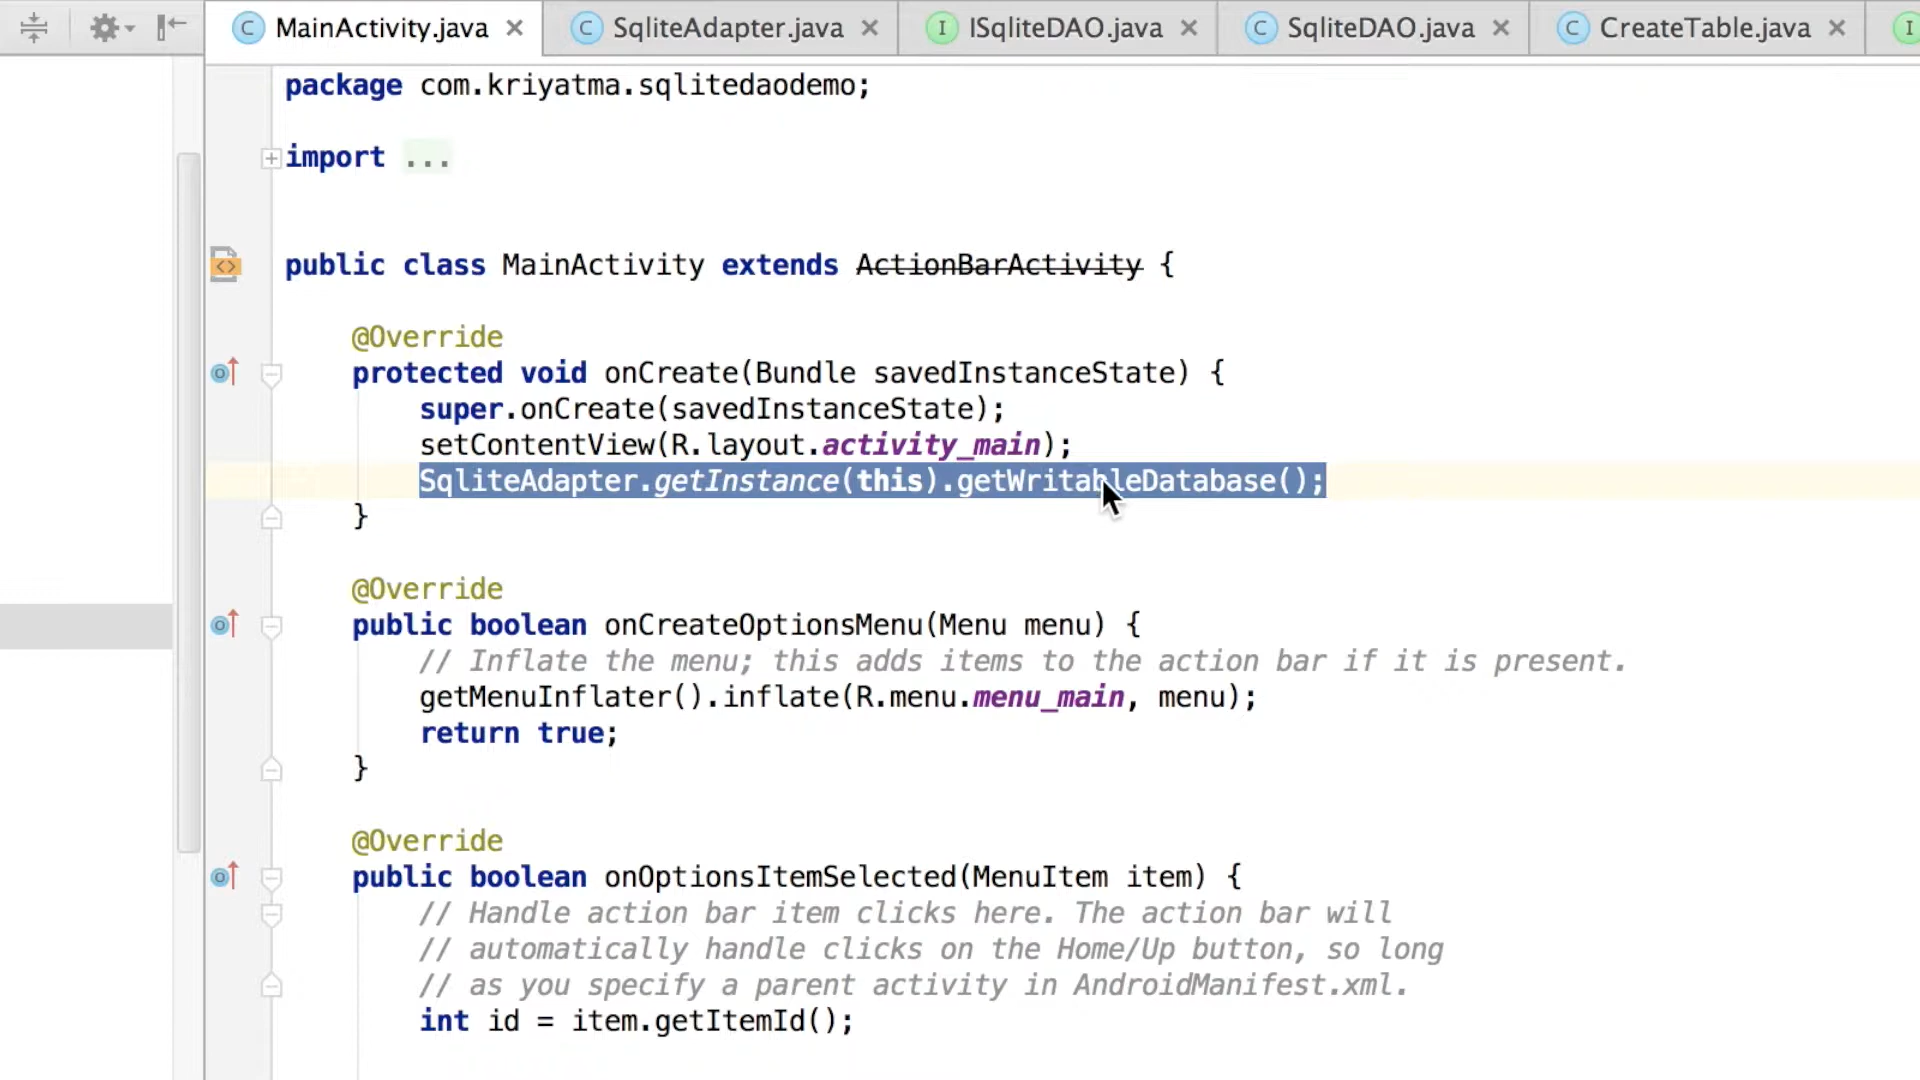 MainActivity.java
SqliteAdapter.java
ISqliteDAO.java
SqliteDAO.java
CreateTable.java
package com.kriyatma.sqlitedaodemo;
import ...
public class MainActivity extends ActionBarActivity {
@Override
protected void onCreate(Bundle savedInstanceState) {
super.onCreate(savedInstanceState);
setContentView(R.layout.activity_main);
SqliteAdapter.getInstance(this).getWritableDatabase();
}
@Override
public boolean onCreateOptionsMenu(Menu menu) {
// Inflate the menu; this adds items to the action bar if it is present.
getMenuInflater().inflate(R.menu.menu_main, menu);
return true;
}
@Override
public boolean onOptionsItemSelected(MenuItem item) {
// Handle action bar item clicks here. The action bar will
// automatically handle clicks on the Home/Up button, so long
// as you specify a parent activity in AndroidManifest.xml.
int id = item.getItemId();